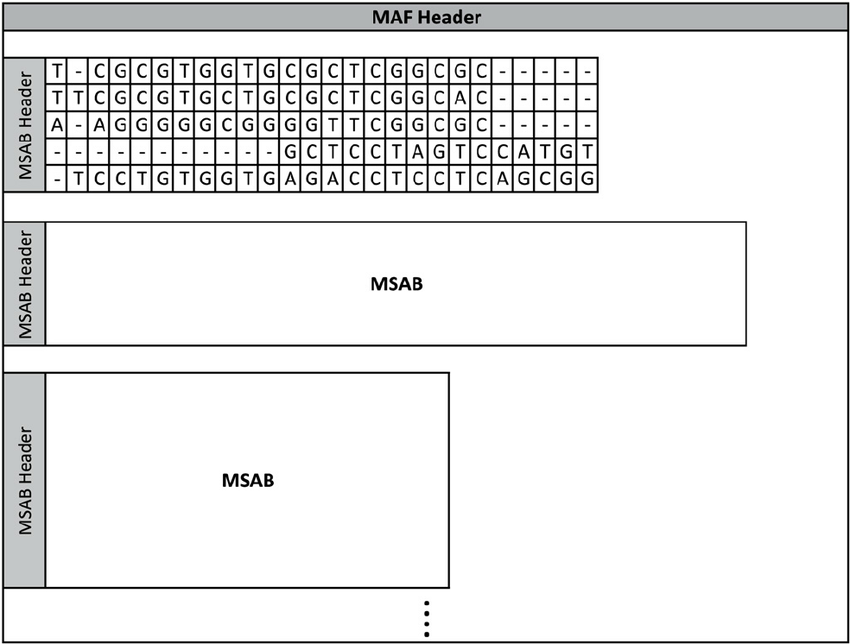 MAF Header
MSAB Header
T - C G C G T G G T G C G C T C G G C G C - - - - -
T T C G C G T G C T G C G C T C G G C A C - - - - -
A - A G G G G G C G G G G T T C G G C G C - - - - -
- - - - - - - - - - - G C T C C T A G T C C A T G T
- T C C T G T G G T G A G A C C T C C T C A G C G G
MSAB Header
MSAB
MSAB Header
MSAB